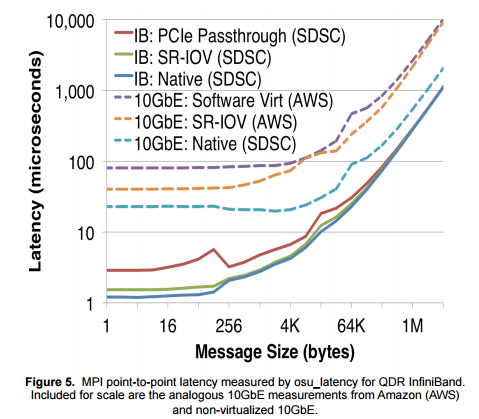 10,000
1,000
100
10
1
Latency (microseconds)
IB: PCIe Passthrough (SDSC)
IB: SR-IOV (SDSC)
IB: Native (SDSC)
10GbE: Software Virt (AWS)
10GbE: SR-IOV (AWS)
10GbE: Native (SDSC)
1 16 256 4K 64K 1M
Message Size (bytes)
Figure 5. MPI point-to-point latency measured by osu_latency for QDR InfiniBand.
Included for scale are the analogous 10GbE measurements from Amazon (AWS)
and non-virtualized 10GbE.